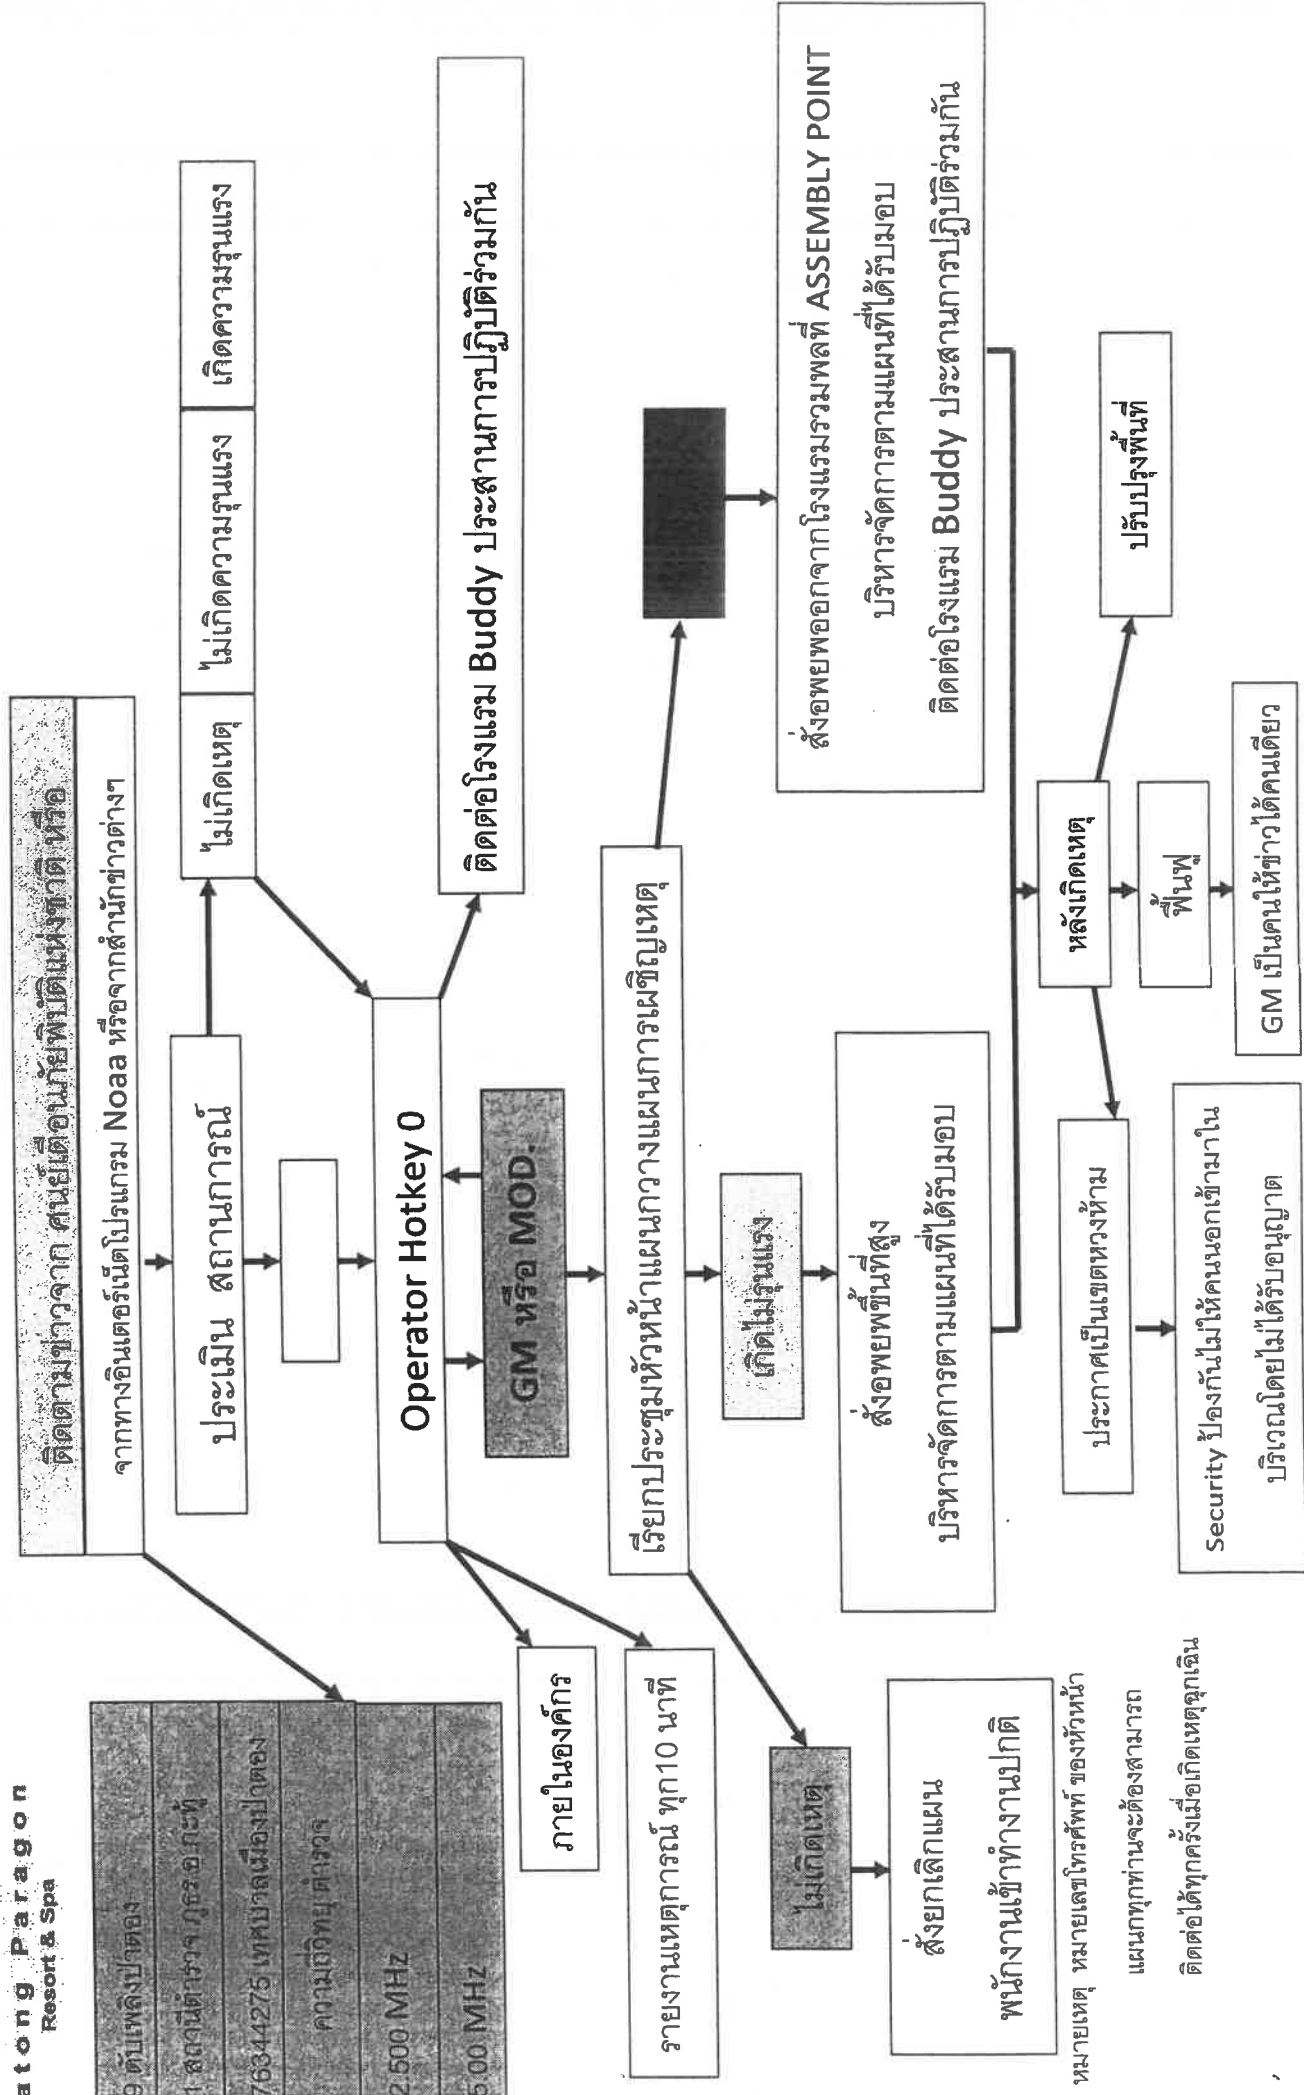 atong Paragon
Resort & Spa
ติดตามข่าวจาก ศูนย์เตือนภัยพิบัติแห่งชาติ หรือ
จากทางอินเตอร์เน็ตโปรแกรม Noaa หรือจากสำนักข่าวต่างๆ
9 ดับเพลิงป่าตอง
1 สถานีตำรวจ ภูธร อ.กะทู้
76344275 เทศบาลเมืองป่าตอง
ความถี่วิทยุตำรวจ
2.500 MHz
5 00 MHz
ประเมิน สถานการณ์
ไม่เกิดเหตุ
ไม่เกิดความรุนแรง
เกิดความรุนแรง
Operator Hotkey 0
ภายในองค์กร
GM หรือ MOD.
ติดต่อโรงแรม Buddy ประสานการปฏิบัติร่วมกัน
รายงานเหตุการณ์ ทุก10 นาที
เรียกประชุมหัวหน้าแผนกวางแผนการเผชิญเหตุ
ไม่เกิดเหตุ
เกิดไม่รุนแรง
สั่งยกเลิกแผน
พนักงานเข้าทำงานปกติ
สั่งอพยพขึ้นที่สูง
บริหารจัดการตามแผนที่ได้รับมอบ
สั่งอพยพออกจากโรงแรมรวมพลที่ ASSEMBLY POINT
บริหารจัดการตามแผนที่ได้รับมอบ
ติดต่อโรงแรม Buddy ประสานการปฏิบัติร่วมกัน
หลังเกิดเหตุ
ประกาศเป็นเขตหวงห้าม
ฟื้นฟู
ปรับปรุงพื้นที่
Security ป้องกันไม่ให้คนนอกเข้ามาใน
บริเวณโดยไม่ได้รับอนุญาต
GM เป็นคนให้ข่าวได้คนเดียว
หมายเหตุ หมายเลขโทรศัพท์ ของหัวหน้า
แผนกทุกท่านจะต้องสามารถ
ติดต่อได้ทุกครั้งเมื่อเกิดเหตุฉุกเฉิน